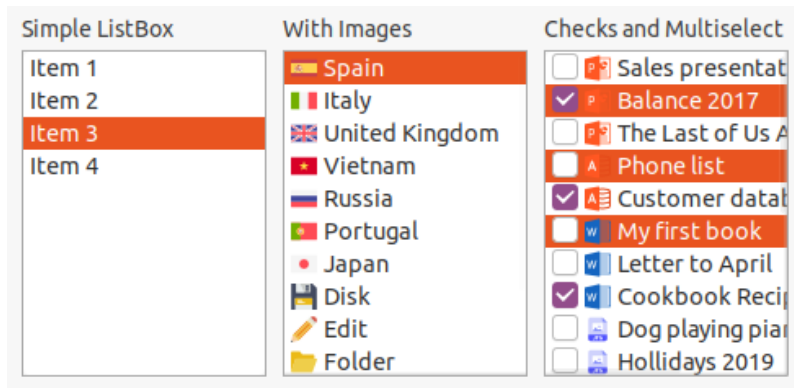 Simple ListBox
Item 1
Item 2
Item 3
Item 4
With Images
Spain
Italy
United Kingdom
Vietnam
Russia
Portugal
Japan
Disk
Edit
Folder
Checks and Multiselect
Sales presentat
Balance 2017
The Last of Us A
Phone list
Customer datab
My first book
Letter to April
Cookbook Recip
Dog playing pian
Hollidays 2019